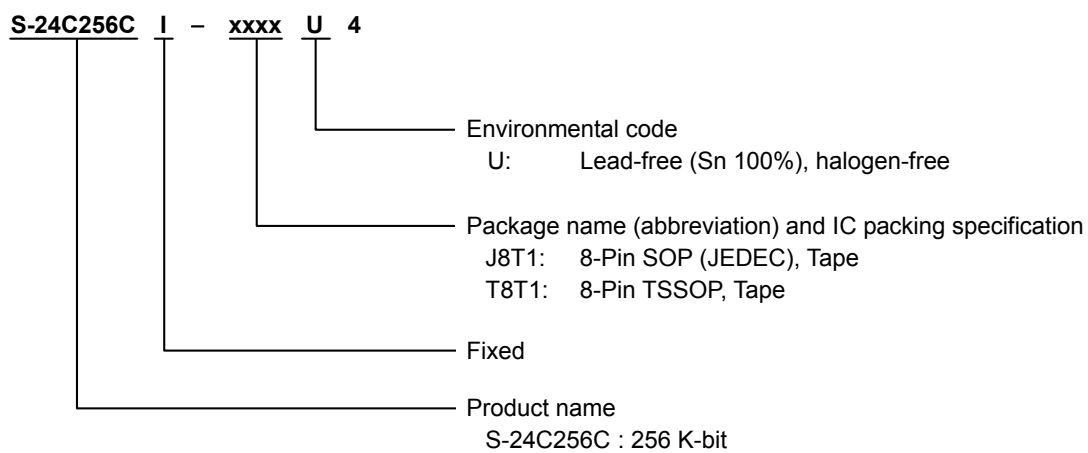 S-24C256C I – xxxx U 4
Environmental code
U: Lead-free (Sn 100%), halogen-free
Package name (abbreviation) and IC packing specification
J8T1: 8-Pin SOP (JEDEC), Tape
T8T1: 8-Pin TSSOP, Tape
Fixed
Product name
S-24C256C : 256 K-bit